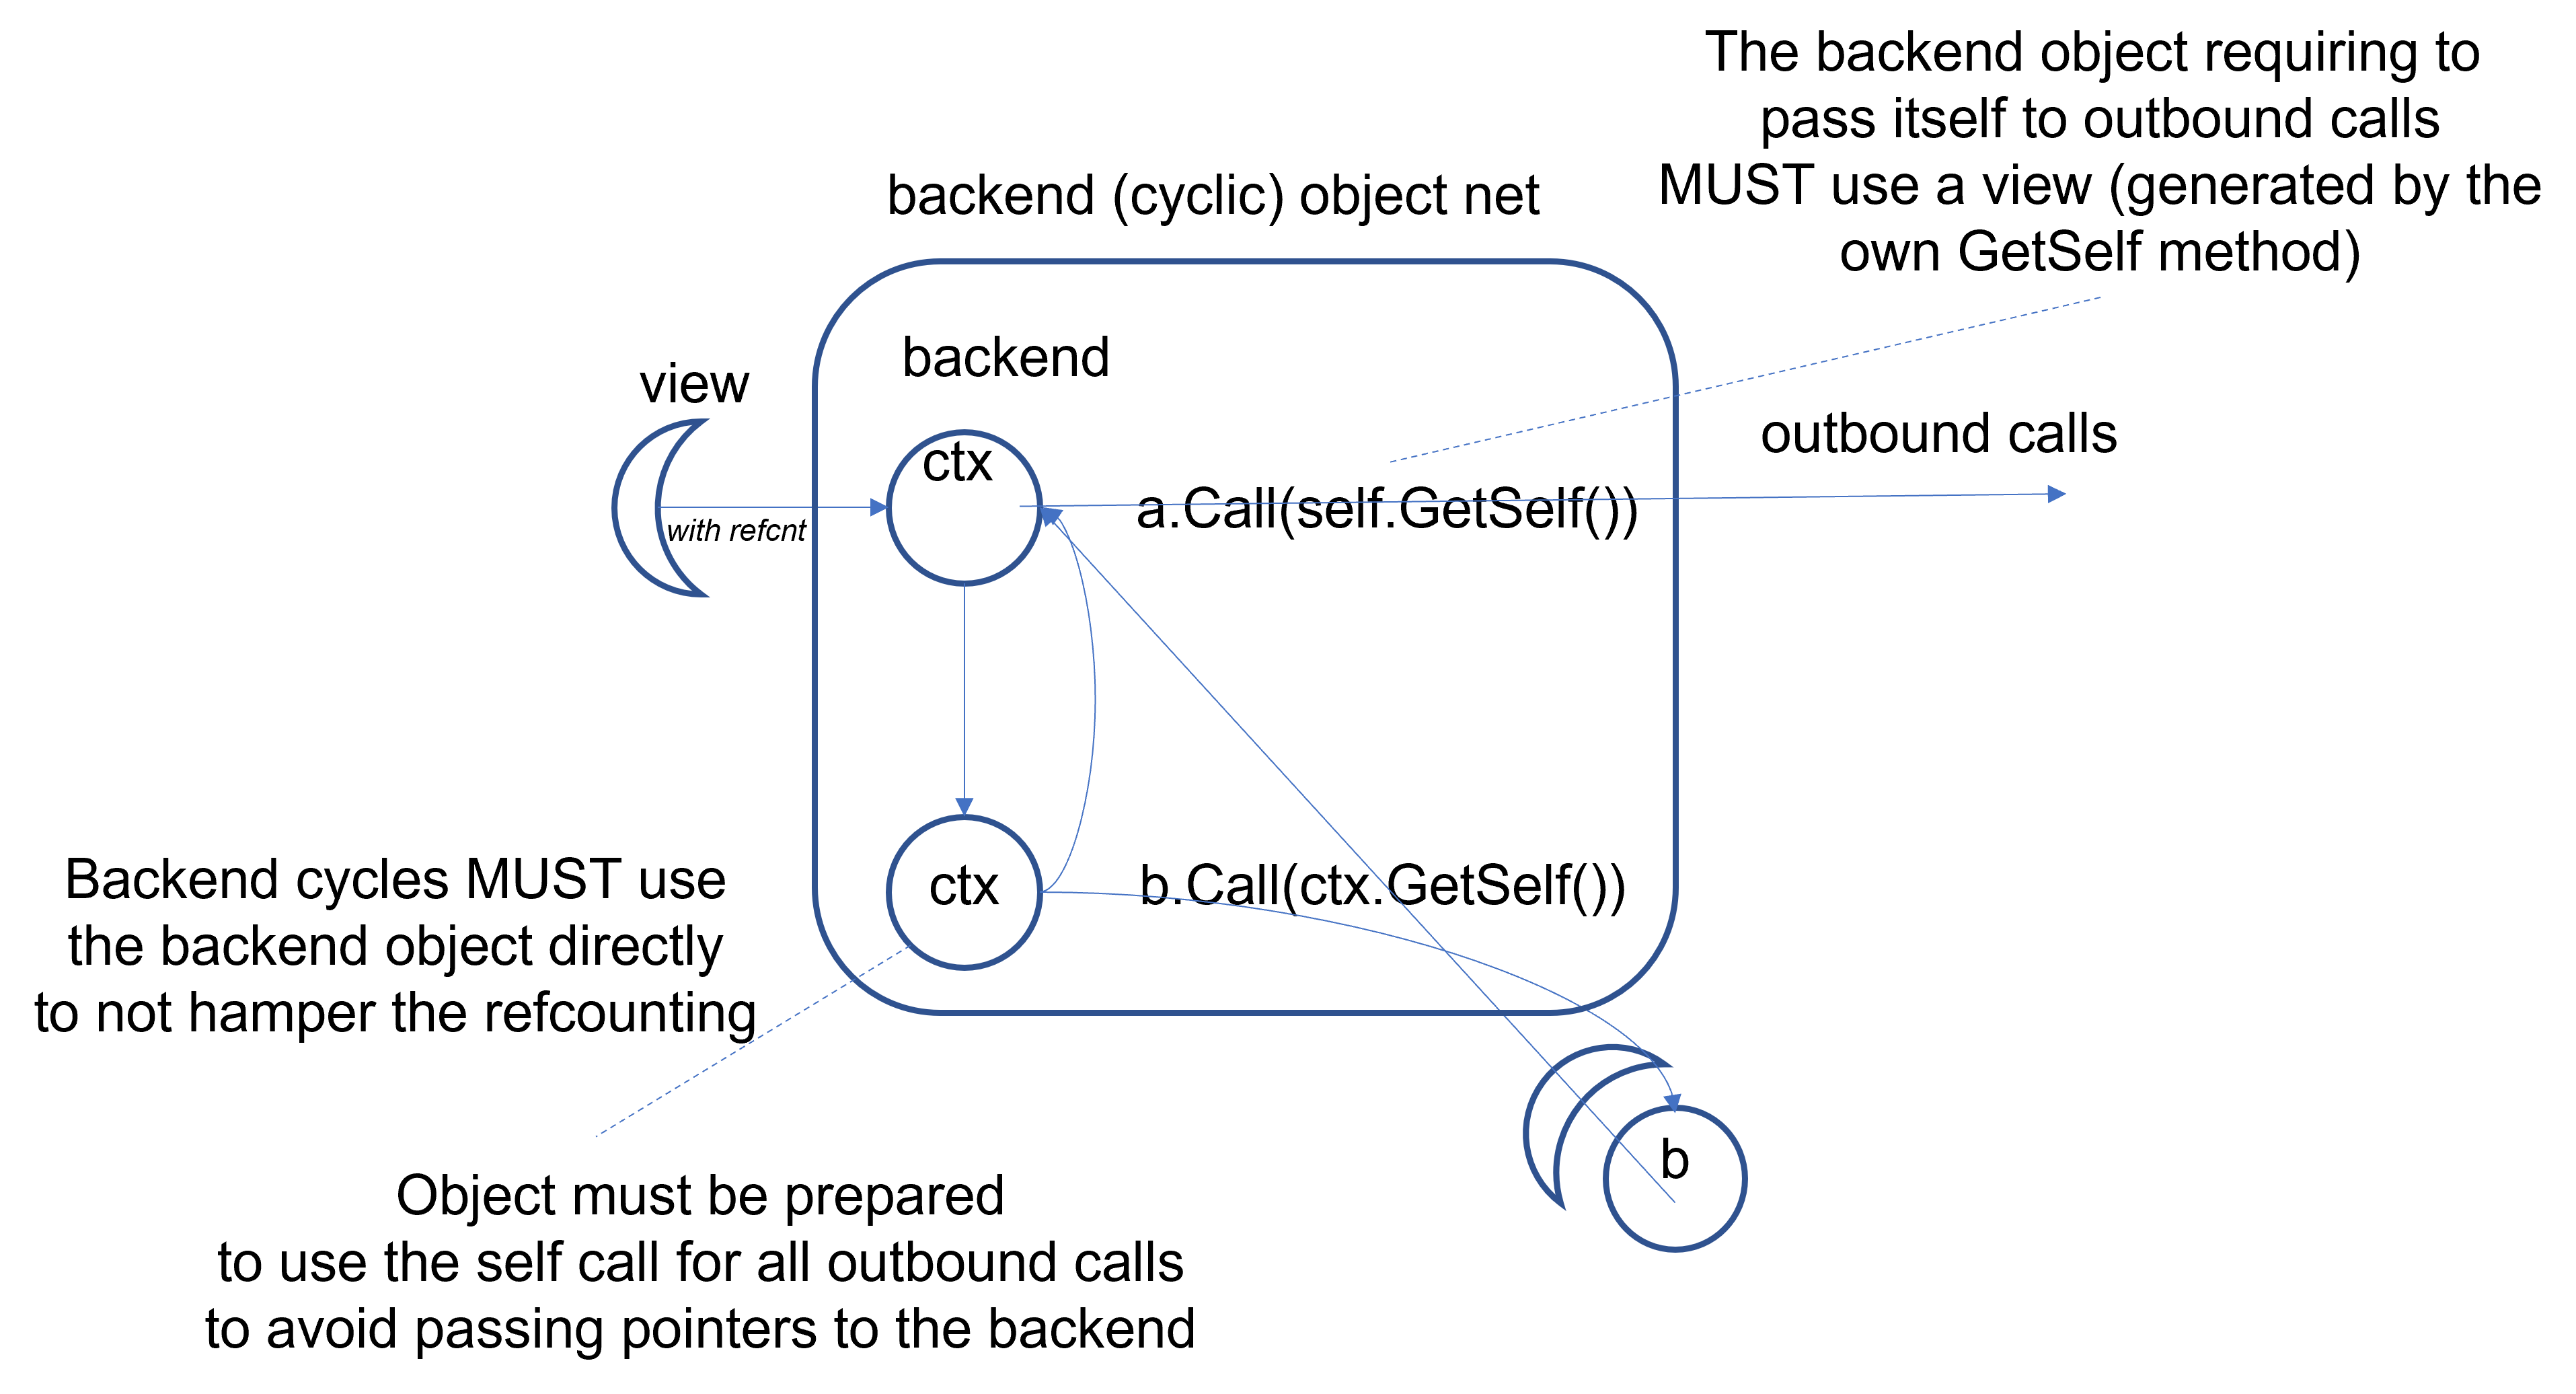 The backend object requiring to
pass itself to outbound calls
MUST use a view (generated by the
own GetSelf method)
backend (cyclic) object net
backend
view
ctx
outbound calls
with refcnt
a.Call(self.GetSelf())
Backend cycles MUST use
the backend object directly
to not hamper the refcounting
ctx
b.Call(ctx.GetSelf())
b
Object must be prepared
to use the self call for all outbound calls
to avoid passing pointers to the backend